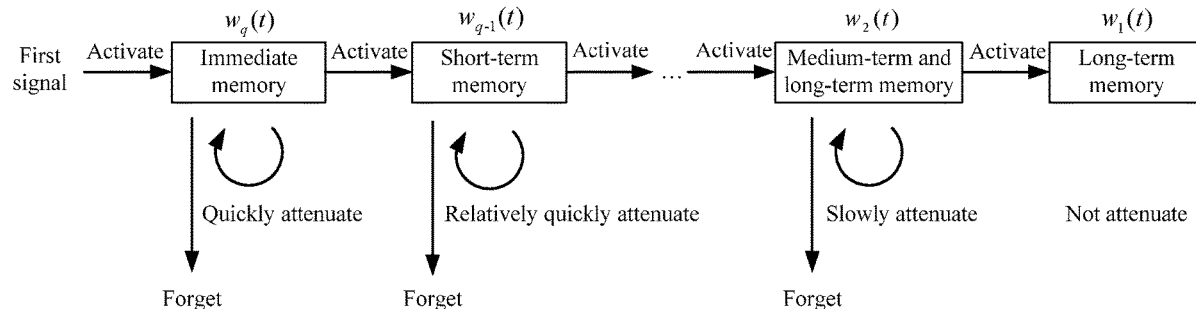 w_q(t)
w_{q-1}(t)
w_2(t)
w_1(t)
First
signal
Activate
Immediate
memory
Activate
Short-term
memory
Activate
...
Activate
Medium-term and
long-term memory
Activate
Long-term
memory
Quickly attenuate
Relatively quickly attenuate
Slowly attenuate
Not attenuate
Forget
Forget
Forget